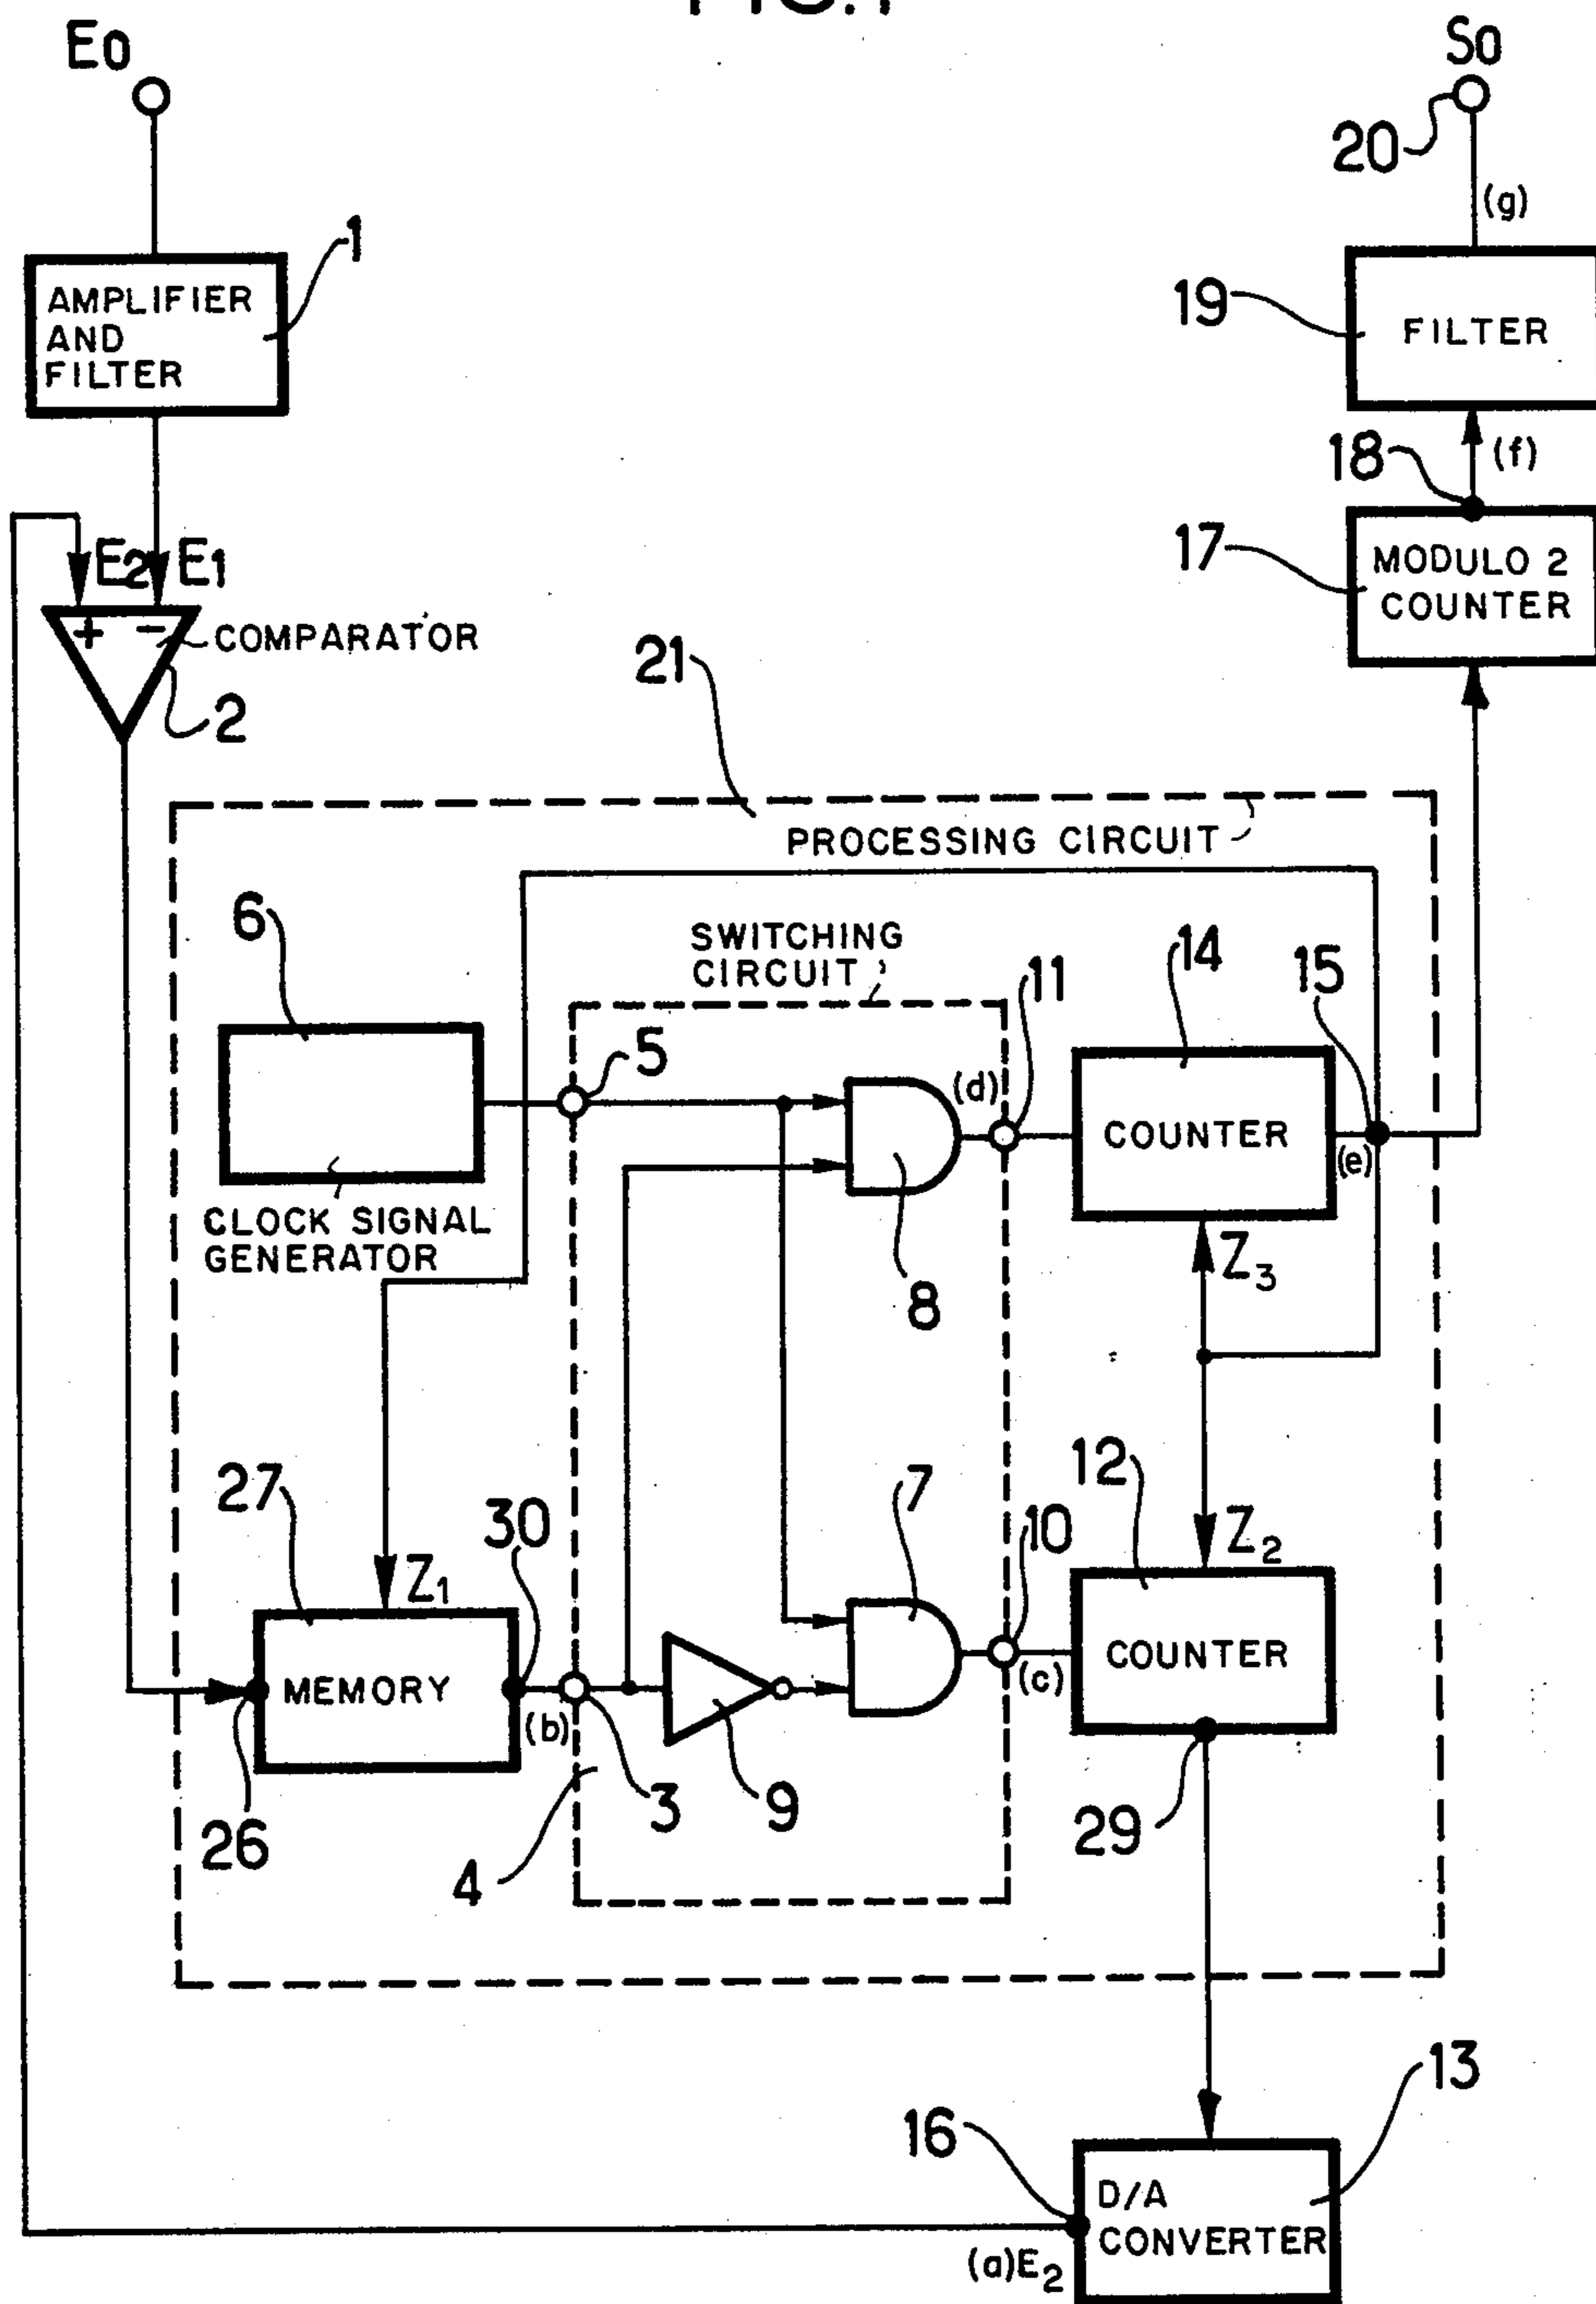 FIG.1
E0
S0
20
(g)
1
AMPLIFIER
AND
FILTER
19
FILTER
18
(f)
E2
E1
17
MODULO 2
COUNTER
+
−
COMPARATOR
2
21
PROCESSING CIRCUIT
6
SWITCHING
CIRCUIT
11
14
15
5
(d)
COUNTER
(e)
CLOCK SIGNAL
GENERATOR
8
Z3
27
30
7
10
12
Z1
Z2
MEMORY
(b)
(c)
COUNTER
26
4
3
9
29
13
16
D/A
CONVERTER
(a)E2